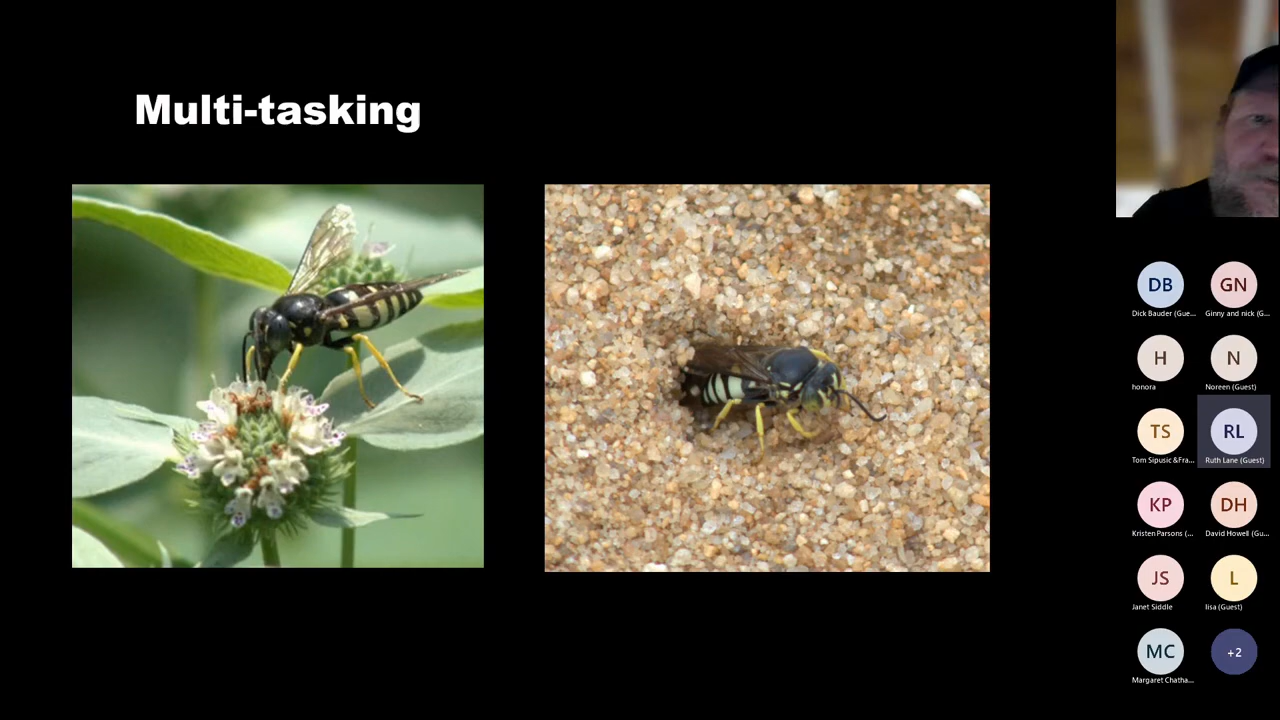 Multi-tasking
DB
GN
Dick Bauder (Gue...
Ginny and nick (G...
H
N
honora
Noreen (Guest)
TS
RL
Tom Sipusic &Fra...
Ruth Lane (Guest)
KP
DH
Kristen Parsons (...
David Howell (Gu...
JS
L
Janet Siddle
lisa (Guest)
MC
+2
Margaret Chatha...